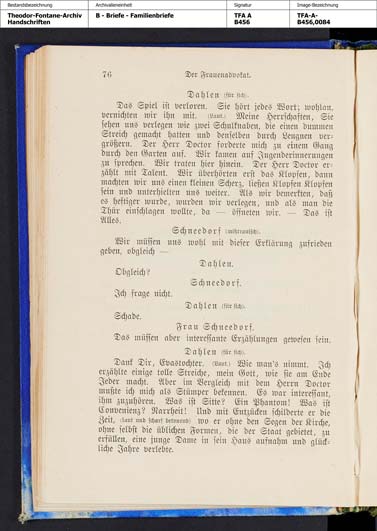 Bestandsbezeichnung
Theodor-Fontane-Archiv
Handschriften
Archivalieneinheit
B - Briefe - Familienbriefe
Signatur
TFA A
B456
Image-Bezeichnung
TFA-A-
B456,0084
76 Der Frauenadvokat.
Dahlen (für sich).
Das Spiel ist verloren. Sie hört jedes Wort; wohlan,
vernichten wir ihn mit. (Laut.) Meine Herrschaften, Sie
sehen uns verlegen wie zwei Schulknaben, die einen dummen
Streich gemacht hatten und denselben durch Leugnen ver-
größern. Der Herr Doctor forderte mich zu einem Gang
durch den Garten auf. Wir kamen auf Jugenderinnerungen
zu sprechen. Wir traten hier hinein. Der Herr Doctor er-
zählt mit Talent. Wir überhörten erst das Klopfen, dann
machten wir uns einen kleinen Scherz, ließen Klopfen Klopfen
sein und unterhielten uns weiter. Als wir bemerkten, daß
es heftiger wurde, wurden wir verlegen, und als man die
Thür einschlagen wollte, da — öffneten wir. — Das ist
Alles.
Schneedorf (mißtrauisch).
Wir müssen uns wohl mit dieser Erklärung zufrieden
geben, obgleich —
Dahlen.
Obgleich?
Schneedorf.
Ich frage nicht.
Dahlen (für sich).
Schade.
Frau Schneedorf.
Das müssen aber interessante Erzählungen gewesen sein.
Dahlen (für sich).
Dank Dir, Evastochter. (Laut.) Wie man's nimmt. Ich
erzählte einige tolle Streiche, mein Gott, wie sie am Ende
Jeder macht. Aber im Vergleich mit dem Herrn Doctor
mußte ich mich als Stümper bekennen. Es war interessant,
ihm zuzuhören. Was ist Sitte? Ein Phantom! Was ist
Convenienz? Narrheit! Und mit Entzücken schilderte er die
Zeit, (laut und scharf betonend) wo er ohne den Segen der Kirche,
ohne selbst die üblichen Formen, die der Staat gebietet, zu
erfüllen, eine junge Dame in sein Haus aufnahm und glück-
liche Jahre verlebte.